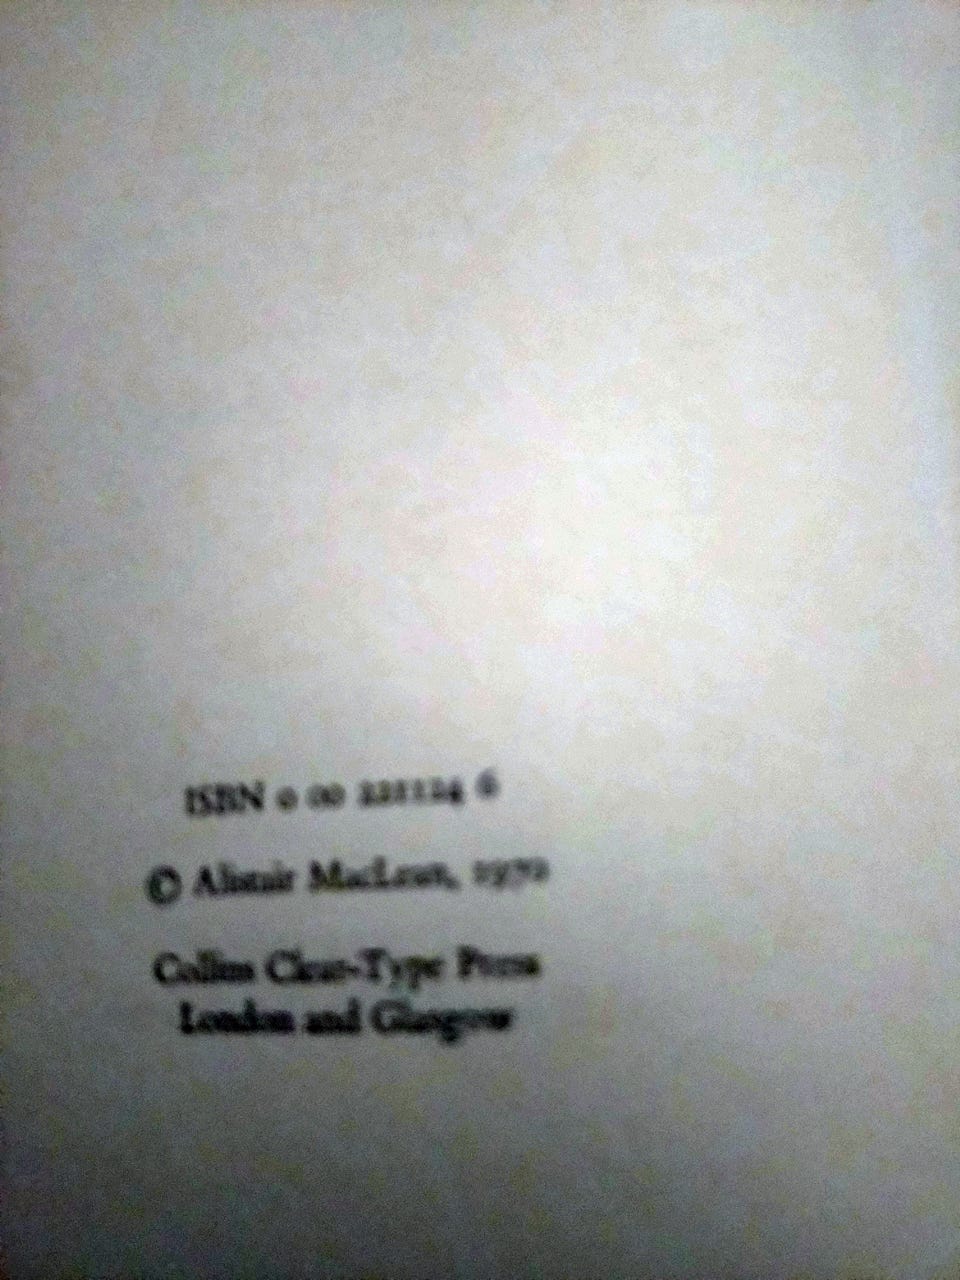 ISBN 0 00 221124 6
© Alistair MacLean, 1970
Collins Clear-Type Press
London and Glasgow